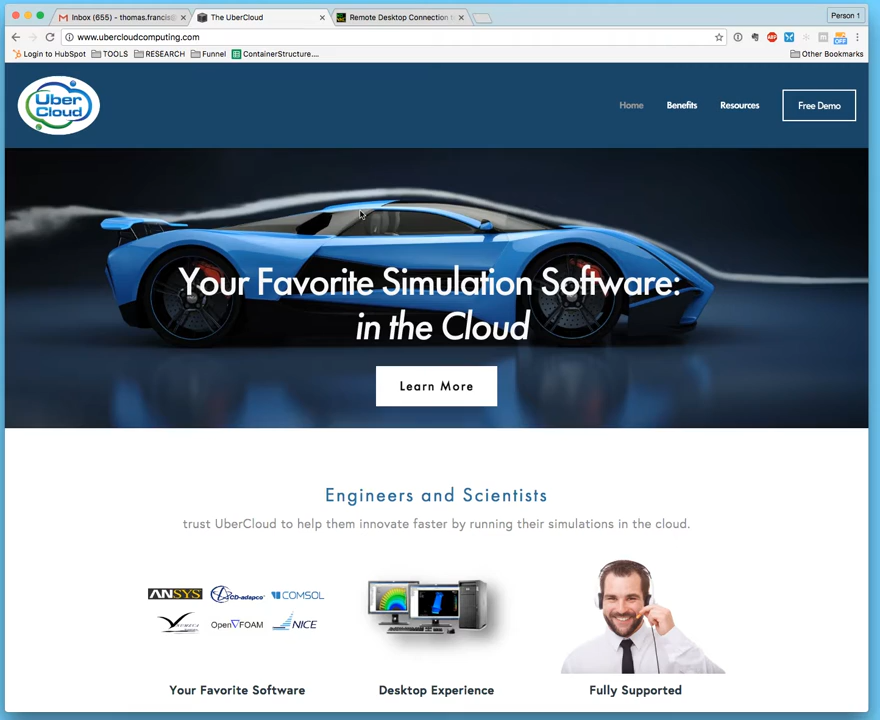 Inbox (655) - thomas.francis@
The UberCloud
Remote Desktop Connection
Person 1
www.ubercloudcomputing.com
Login to HubSpot
TOOLS
RESEARCH
Funnel
ContainerStructure....
Other Bookmarks
Uber
Cloud
Home
Benefits
Resources
Free Demo
Your Favorite Simulation Software:
in the Cloud
Learn More
Engineers and Scientists
trust UberCloud to help them innovate faster by running their simulations in the cloud.
ANSYS
CD-adapco
COMSOL
OpenFOAM
NICE
Your Favorite Software
Desktop Experience
Fully Supported